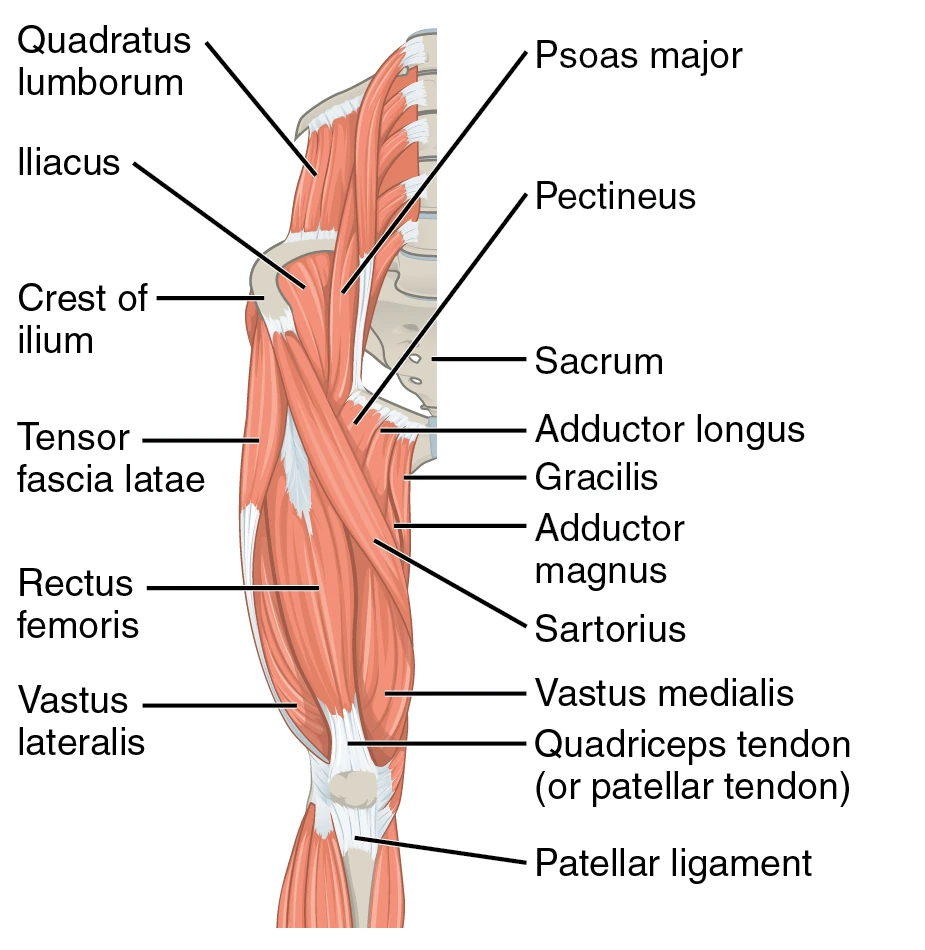 Quadratus
lumborum
Iliacus
Crest of
ilium
Tensor
fascia latae
Rectus
femoris
Vastus
lateralis
Psoas major
Pectineus
Sacrum
Adductor longus
Gracilis
Adductor
magnus
Sartorius
Vastus medialis
Quadriceps tendon
(or patellar tendon)
Patellar ligament